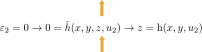 ε₂ = 0 → 0 = ĥ(x, y, z, u₂) → z = h(x, y, u₂)